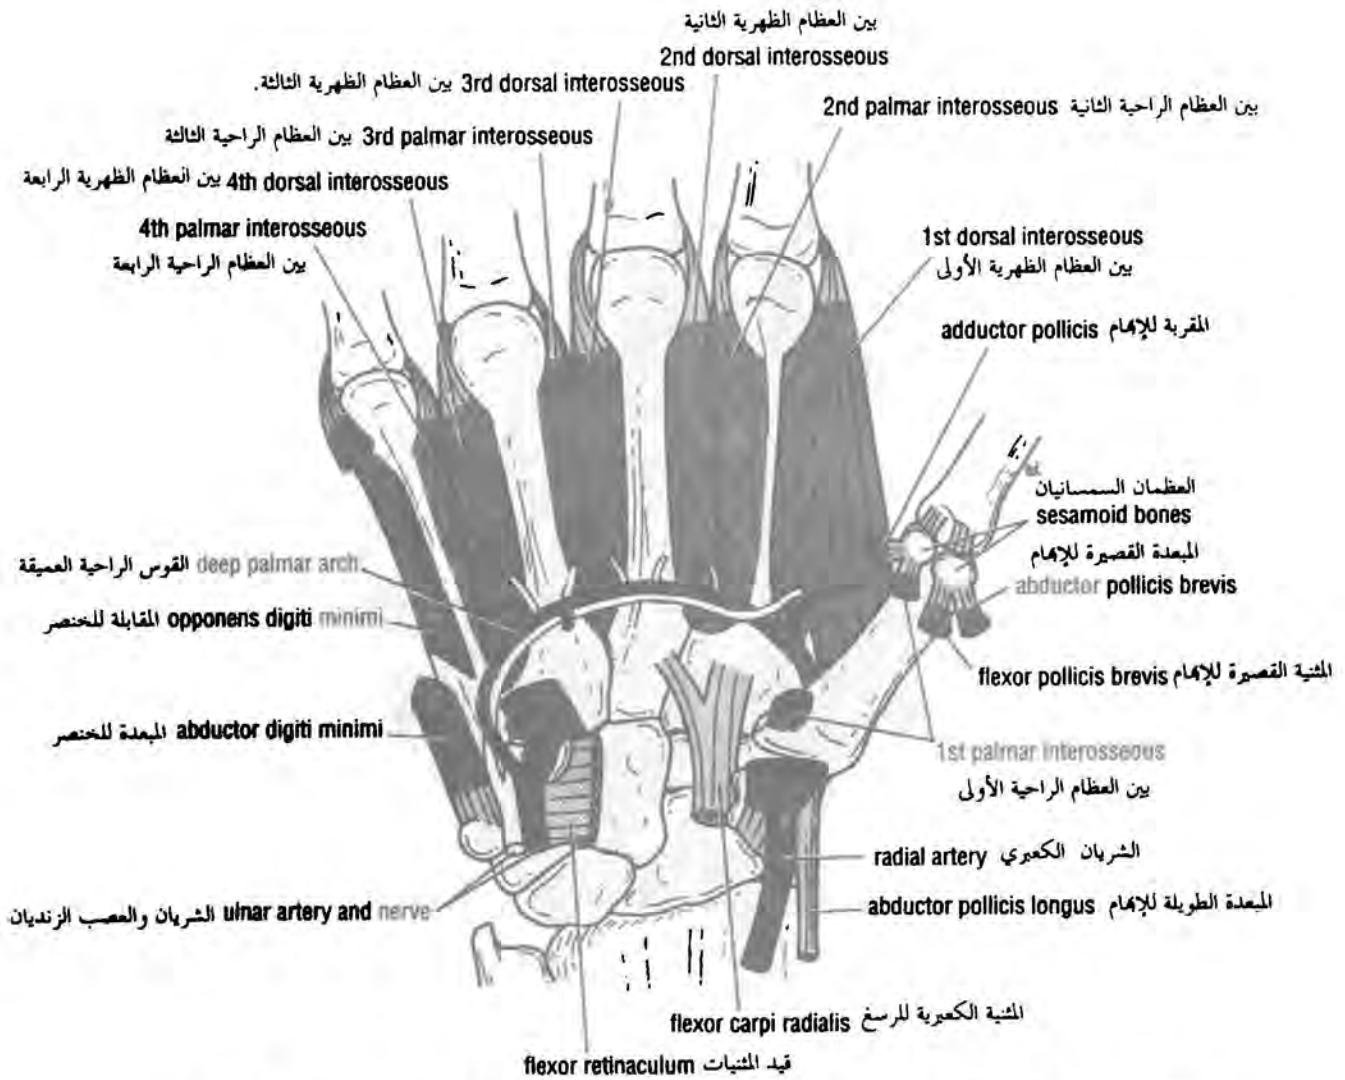 بين العظام الظهرية الثانية
2nd dorsal interosseous
3rd dorsal interosseous بين العظام الظهرية الثالثة.
2nd palmar interosseous بين العظام الراحية الثانية
3rd palmar interosseous بين العظام الراحية الثالثة
4th dorsal interosseous بين العظام الظهرية الرابعة
4th palmar interosseous
بين العظام الراحية الرابعة
1st dorsal interosseous
بين العظام الظهرية الأولى
adductor pollicis المقربة للإبهام
العظمان السمسانيان
sesamoid bones
المبعدة القصيرة للإبهام
abductor pollicis brevis
deep palmar arch القوس الراحية العميقة
opponens digiti minimi المقابلة للخنصر
flexor pollicis brevis المثنية القصيرة للإبهام
abductor digiti minimi المبعدة للخنصر
1st palmar interosseous
بين العظام الراحية الأولى
radial artery الشريان الكعبري
abductor pollicis longus المبعدة الطويلة للإبهام
ulnar artery and nerve الشريان والعصب الزنديان
flexor carpi radialis المثنية الكعبرية للرسغ
flexor retinaculum قيد المثنيات